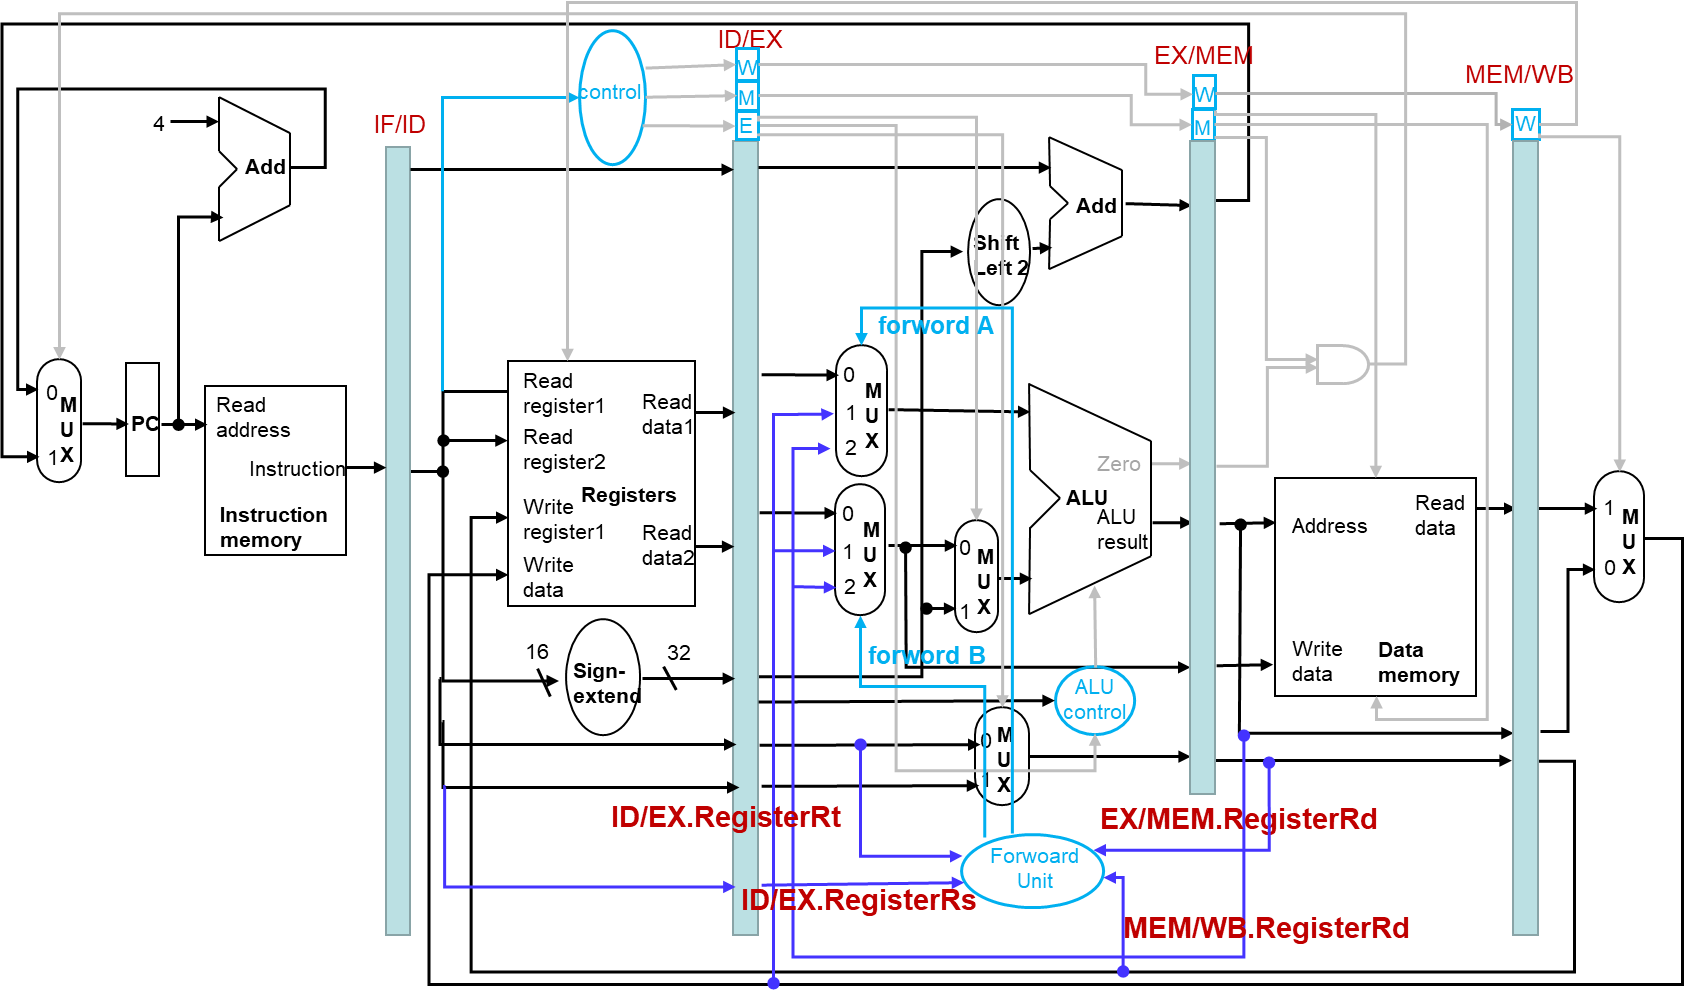 ID/EX
EX/MEM
MEM/WB
IF/ID
W
M
E
control
W
M
W
4
Add
Add
Shift
Left 2
forword A
0
M
U
1
X
PC
Read
address
Instruction
Instruction
memory
Read
register1
Read
data1
Read
register2
Registers
Write
register1
Read
data2
Write
data
0
M
1
U
2
X
0
M
1
U
2
X
0
M
U
1
X
Zero
ALU
ALU
result
Address
Read
data
Write
data
Data
memory
1
M
U
0
X
16
32
Sign-
extend
forword B
ALU
control
0
M
U
1
X
ID/EX.RegisterRt
EX/MEM.RegisterRd
Forwoard
Unit
ID/EX.RegisterRs
MEM/WB.RegisterRd